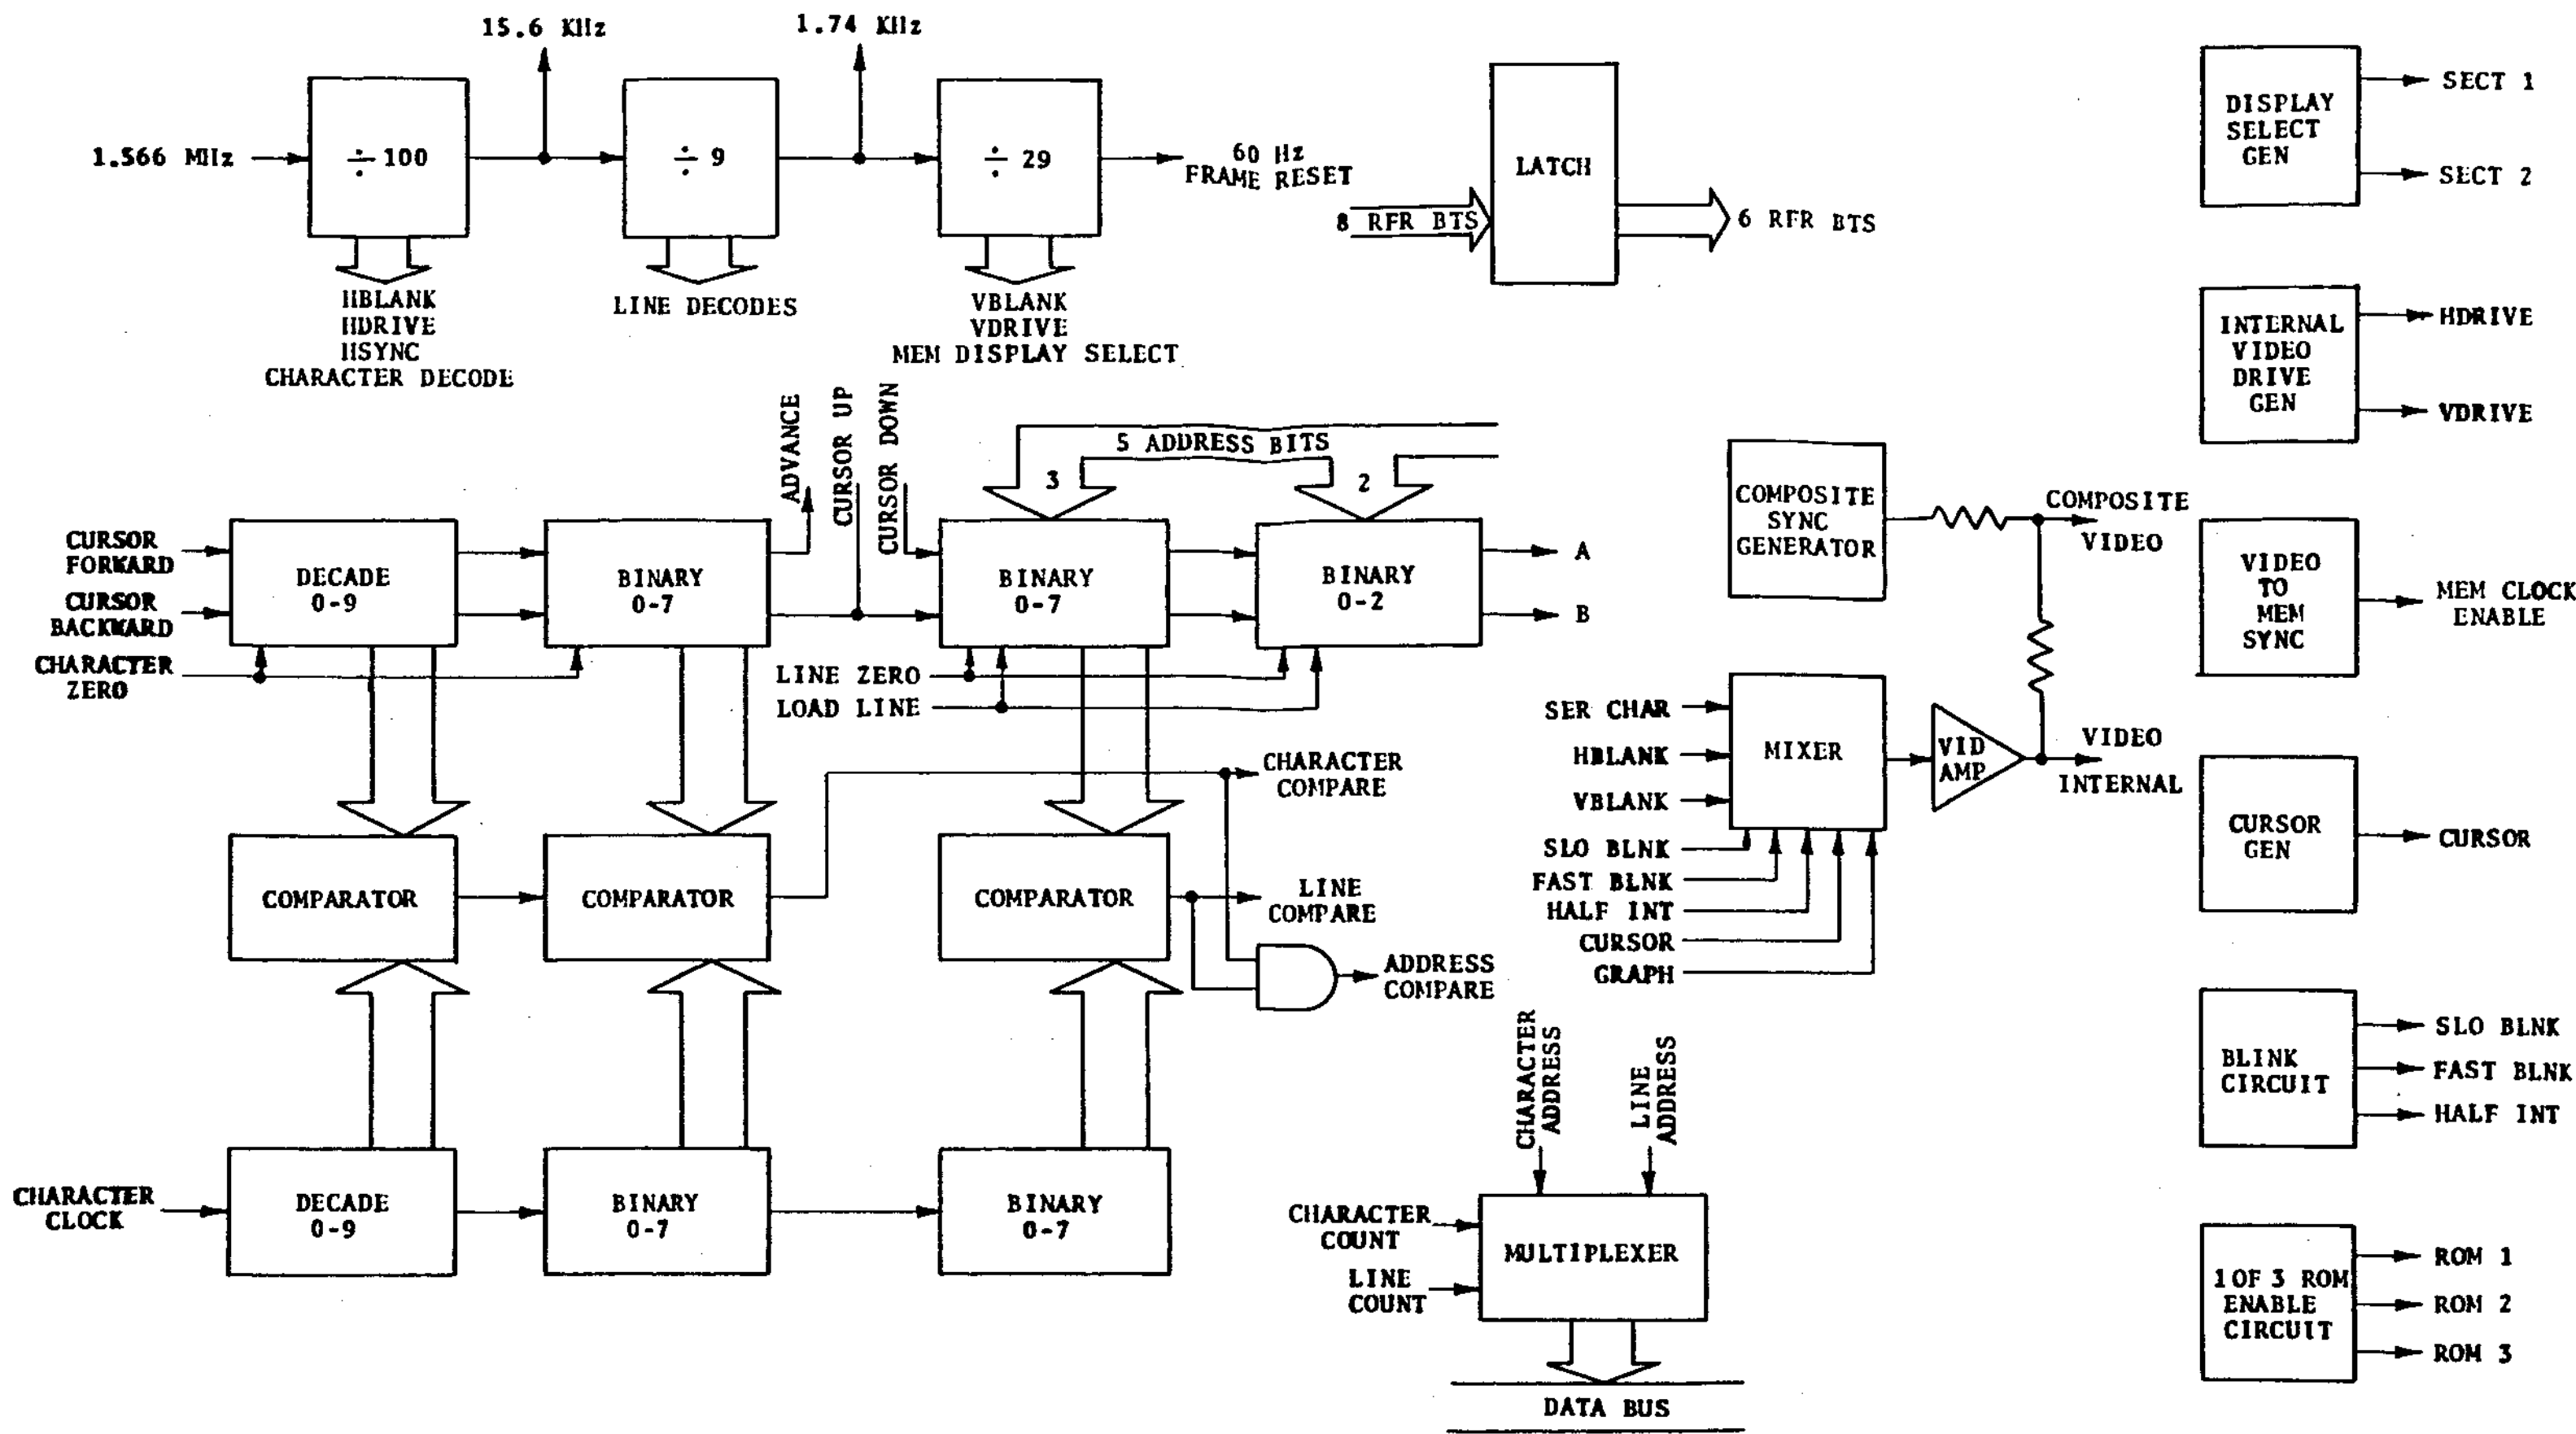 15.6 KHz
1.74 KHz
1.566 MHz
÷ 100
÷ 9
÷ 29
60 Hz
FRAME RESET
HBLANK
HDRIVE
HSYNC
CHARACTER DECODE
LINE DECODES
VBLANK
VDRIVE
MEM DISPLAY SELECT
LATCH
8 RFR BTS
6 RFR BTS
DISPLAY
SELECT
GEN
SECT 1
SECT 2
INTERNAL
VIDEO
DRIVE
GEN
HDRIVE
VDRIVE
ADVANCE
CURSOR UP
CURSOR DOWN
5 ADDRESS BITS
3
2
CURSOR
FORWARD
CURSOR
BACKWARD
CHARACTER
ZERO
DECADE
0-9
BINARY
0-7
BINARY
0-7
BINARY
0-2
A
B
LINE ZERO
LOAD LINE
COMPOSITE
SYNC
GENERATOR
COMPOSITE
VIDEO
VIDEO
TO
MEM
SYNC
MEM CLOCK
ENABLE
SER CHAR
HBLANK
VBLANK
SLO BLNK
FAST BLNK
HALF INT
CURSOR
GRAPH
MIXER
VID
AMP
VIDEO
INTERNAL
CURSOR
GEN
CURSOR
CHARACTER
COMPARE
COMPARATOR
COMPARATOR
COMPARATOR
LINE
COMPARE
ADDRESS
COMPARE
BLINK
CIRCUIT
SLO BLNK
FAST BLNK
HALF INT
CHARACTER
CLOCK
DECADE
0-9
BINARY
0-7
BINARY
0-7
CHARACTER
ADDRESS
LINE
ADDRESS
CHARACTER
COUNT
LINE
COUNT
MULTIPLEXER
DATA BUS
1 OF 3 ROM
ENABLE
CIRCUIT
ROM 1
ROM 2
ROM 3